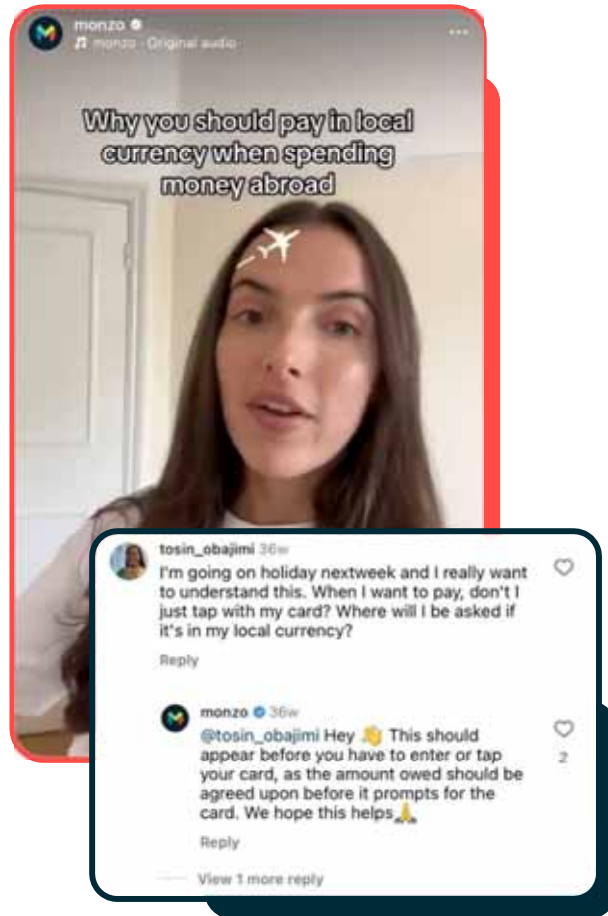 monzo
monzo · Original audio
Why you should pay in local
currency when spending
money abroad
tosin_obajimi 36w
I'm going on holiday nextweek and I really want
to understand this. When I want to pay, don't I
just tap with my card? Where will I be asked if
it's in my local currency?
Reply
monzo 36w
@tosin_obajimi Hey 👋 This should
appear before you have to enter or tap
your card, as the amount owed should be
agreed upon before it prompts for the
card. We hope this helps🙏
2
Reply
View 1 more reply